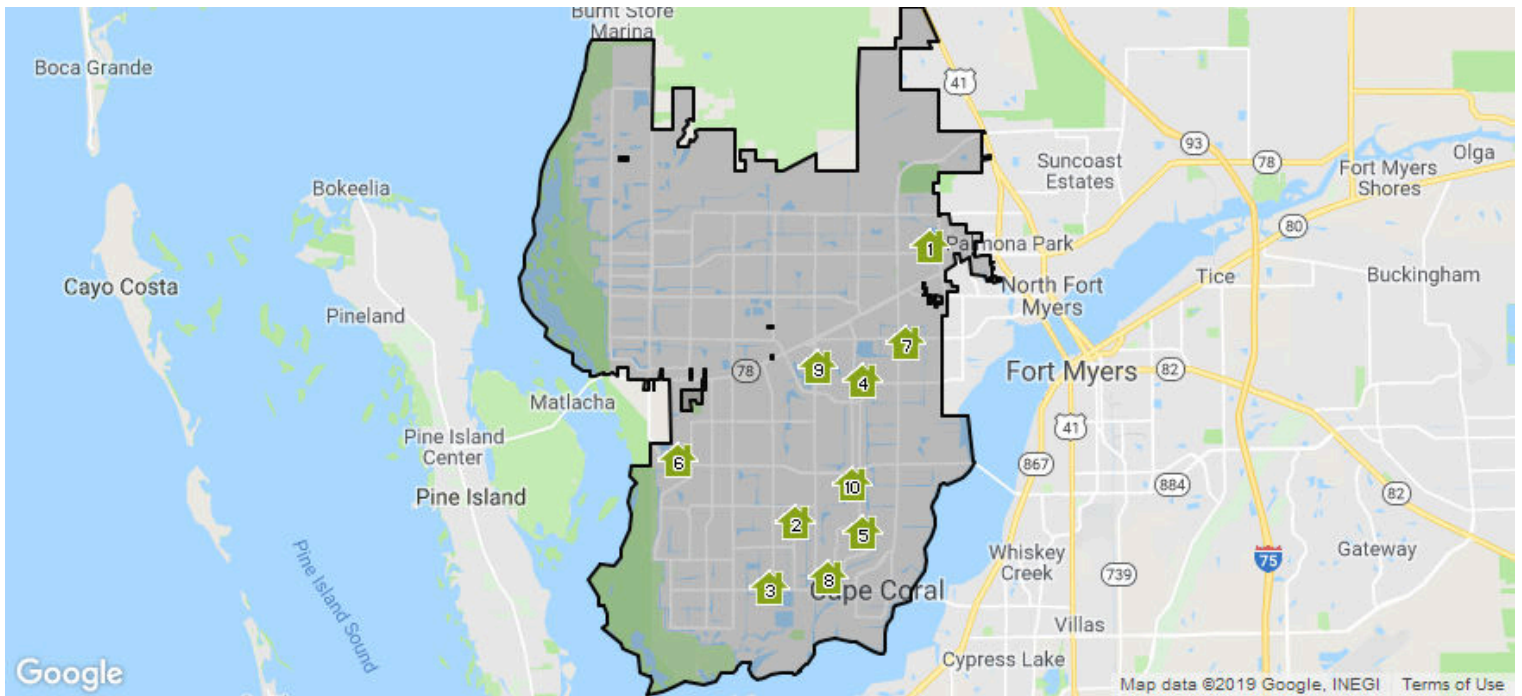 Burnt Store
Marina
Boca Grande
41
93
78
Olga
Suncoast
Estates
Fort Myers
Shores
Bokeelia
80
1
Parmona Park
Cayo Costa
Tice
Buckingham
North Fort
Myers
Pineland
7
9
4
78
Fort Myers
82
Matlacha
41
Pine Island
Center
6
867
884
82
Pine Island
10
2
5
Whiskey
Creek
739
75
Gateway
Pine Island Sound
3
8
Cape Coral
Villas
Cypress Lake
Google
Map data ©2019 Google, INEGI
Terms of Use